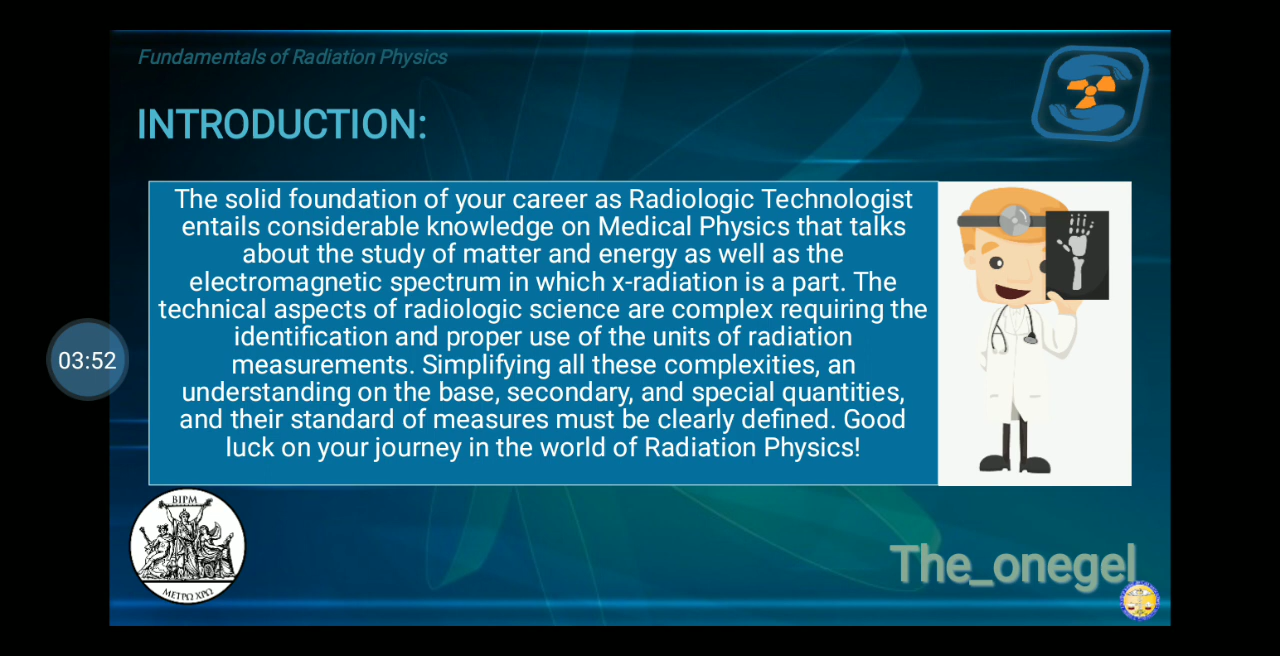 Fundamentals of Radiation Physics
INTRODUCTION:
The solid foundation of your career as Radiologic Technologist
entails considerable knowledge on Medical Physics that talks
about the study of matter and energy as well as the
electromagnetic spectrum in which x-radiation is a part. The
technical aspects of radiologic science are complex requiring the
identification and proper use of the units of radiation
measurements. Simplifying all these complexities, an
understanding on the base, secondary, and special quantities,
and their standard of measures must be clearly defined. Good
luck on your journey in the world of Radiation Physics!
03:52
BIPM
ΜΕΤΡΩ ΧΡΩ
The_onegel